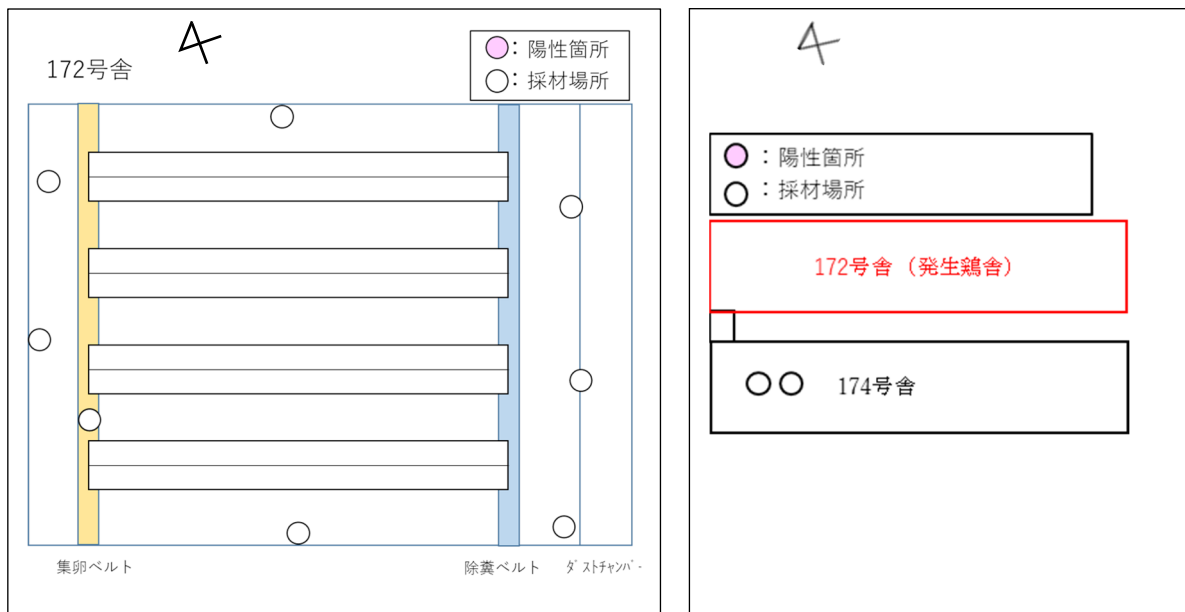 172号舎
：陽性箇所
：採材場所
集卵ベルト
除糞ベルト
ダストチャンバー
：陽性箇所
：採材場所
172号舎（発生鶏舎）
174号舎